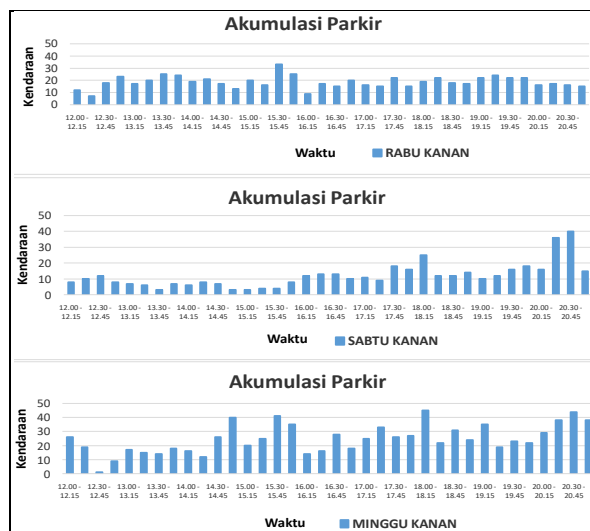 Akumulasi Parkir
Kendaraan
50
40
30
20
10
0
12.00 - 12.30 - 13.00 - 13.30 - 14.00 - 14.30 - 15.00 - 15.30 - 16.00 - 16.30 - 17.00 - 17.30 - 18.00 - 18.30 - 19.00 - 19.30 - 20.00 - 20.30 -
12.15 12.45 13.15 13.45 14.15 14.45 15.15 15.45 16.15 16.45 17.15 17.45 18.15 18.45 19.15 19.45 20.15 20.45
Waktu RABU KANAN
Akumulasi Parkir
Kendaraan
50
40
30
20
10
0
12.00 - 12.30 - 13.00 - 13.30 - 14.00 - 14.30 - 15.00 - 15.30 - 16.00 - 16.30 - 17.00 - 17.30 - 18.00 - 18.30 - 19.00 - 19.30 - 20.00 - 20.30 -
12.15 12.45 13.15 13.45 14.15 14.45 15.15 15.45 16.15 16.45 17.15 17.45 18.15 18.45 19.15 19.45 20.15 20.45
Waktu SABTU KANAN
Akumulasi Parkir
Kendaraan
50
40
30
20
10
0
12.00 - 12.30 - 13.00 - 13.30 - 14.00 - 14.30 - 15.00 - 15.30 - 16.00 - 16.30 - 17.00 - 17.30 - 18.00 - 18.30 - 19.00 - 19.30 - 20.00 - 20.30 -
12.15 12.45 13.15 13.45 14.15 14.45 15.15 15.45 16.15 16.45 17.15 17.45 18.15 18.45 19.15 19.45 20.15 20.45
Waktu
MINGGU KANAN